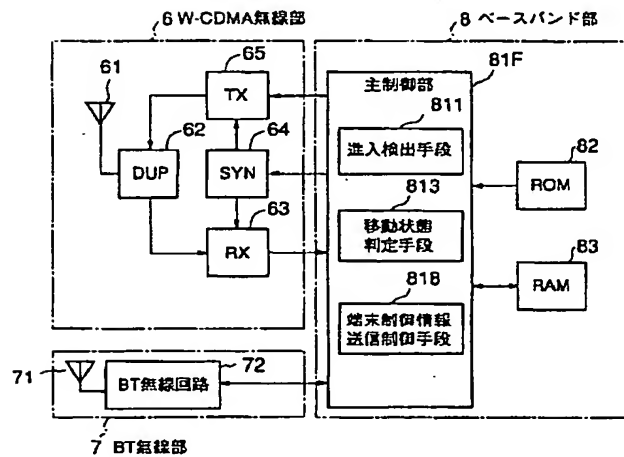 6 W-CDMA無線部
8 ベースバンド部
61
65
TX
62
DUP
64
SYN
63
RX
81F
主制御部
811
進入検出手段
813
移動状態
判定手段
818
端末制御情報
送信制御手段
82
ROM
83
RAM
71
72
BT無線回路
7 BT無線部